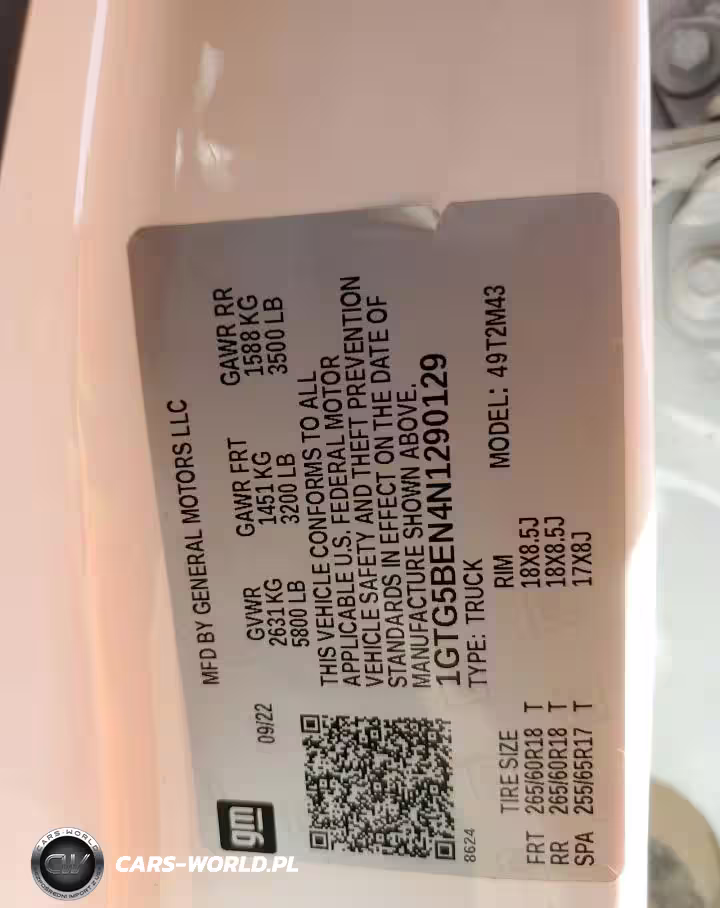 gm
09/22
MFD BY GENERAL MOTORS LLC
GVWR GAWR FRT GAWR RR
2631 KG 1451 KG 1588 KG
5800 LB 3200 LB 3500 LB
THIS VEHICLE CONFORMS TO ALL
APPLICABLE U.S. FEDERAL MOTOR
VEHICLE SAFETY AND THEFT PREVENTION
STANDARDS IN EFFECT ON THE DATE OF
MANUFACTURE SHOWN ABOVE.
1GTG5BEN4N1290129
TYPE: TRUCK MODEL: 49T2M43
8624
TIRE SIZE RIM
FRT 265/60R18 T 18X8.5J
RR 265/60R18 T 18X8.5J
SPA 255/65R17 T 17X8J
CARS-WORLD
CW
CARS-WORLD.PL